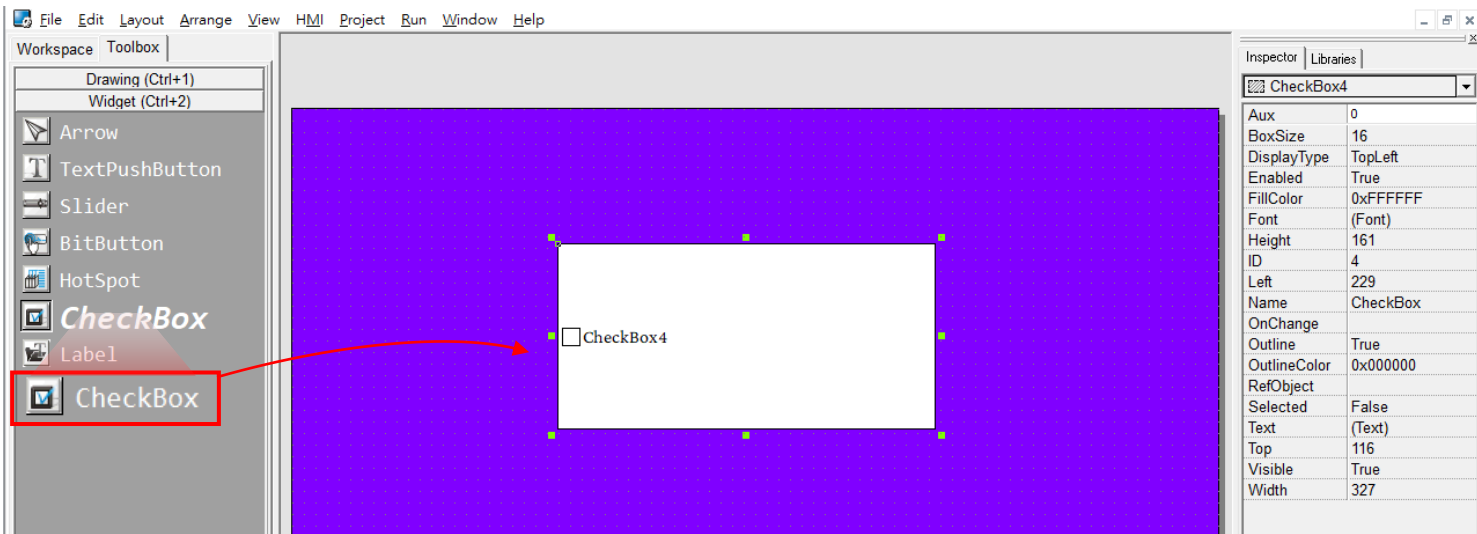 File Edit Layout Arrange View HMI Project Run Window Help
Workspace Toolbox
Drawing (Ctrl+1)
Widget (Ctrl+2)
Arrow
TextPushButton
Slider
BitButton
HotSpot
CheckBox
Label
CheckBox
CheckBox4
Inspector Libraries
CheckBox4
Aux 0
BoxSize 16
DisplayType TopLeft
Enabled True
FillColor 0xFFFFFF
Font (Font)
Height 161
ID 4
Left 229
Name CheckBox
OnChange
Outline True
OutlineColor 0x000000
RefObject
Selected False
Text (Text)
Top 116
Visible True
Width 327